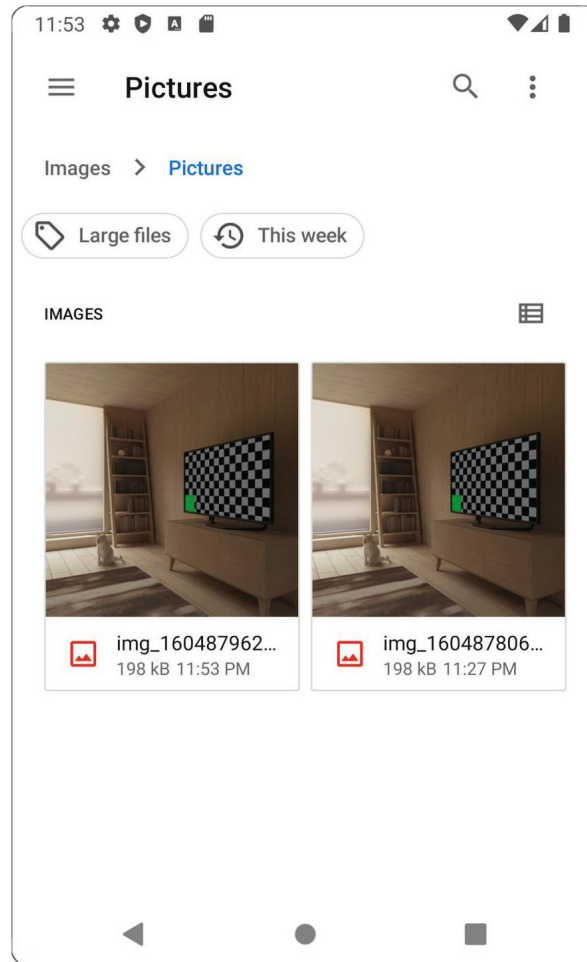 11:53
Pictures
Images > Pictures
Large files
This week
IMAGES
img_160487962...
198 kB 11:53 PM
img_160487806...
198 kB 11:27 PM